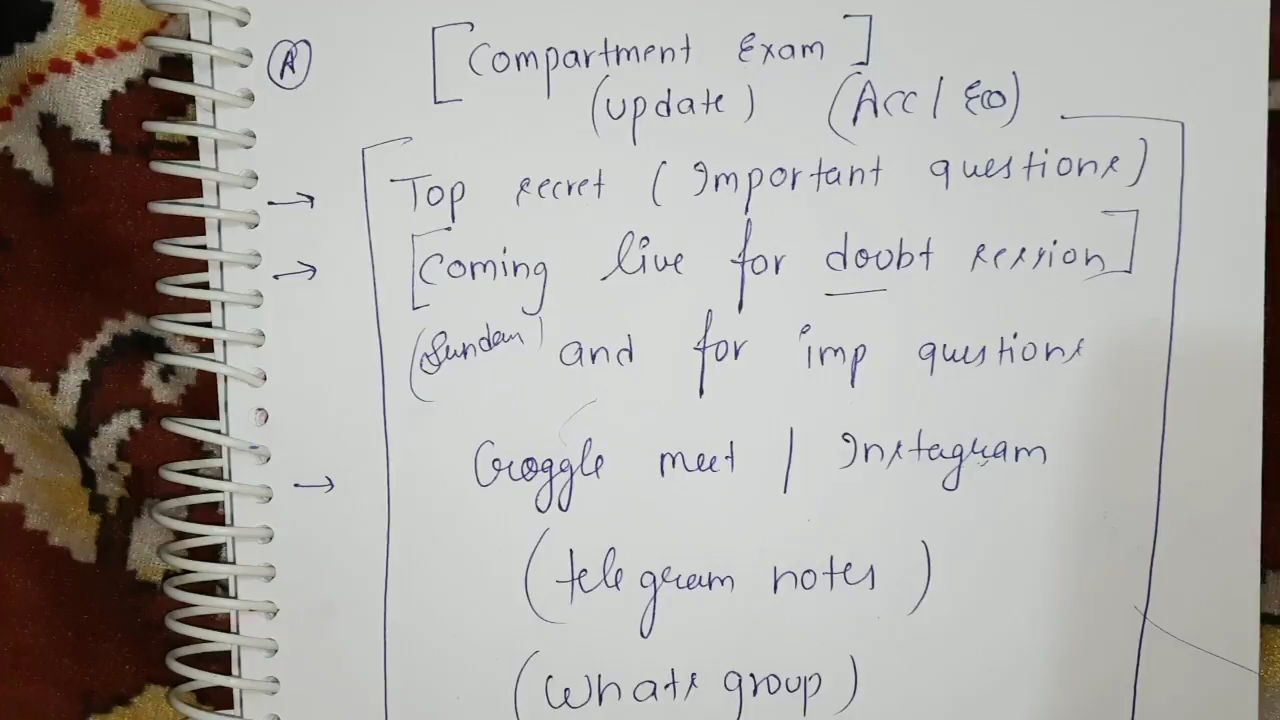 (A) [Compartment Exam]
(update) (Acc / Eco)
→ Top secret (Important questions)
→ [Coming live for doubt session]
(Sunday) and for imp questions
→ Google meet / Instagram
(telegram notes)
(Whats group)